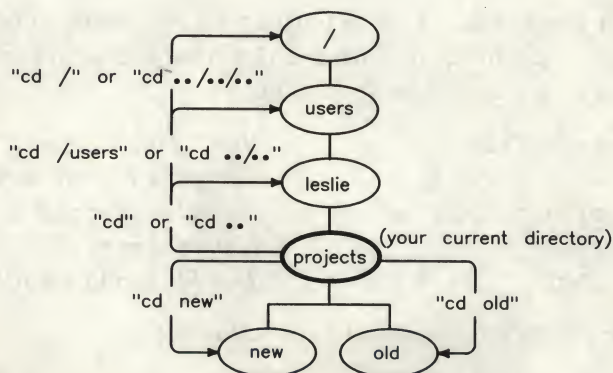 /
"cd /" or "cd ../../.."
users
"cd /users" or "cd ../.."
leslie
"cd" or "cd .."
projects
(your current directory)
"cd new"
"cd old"
new
old